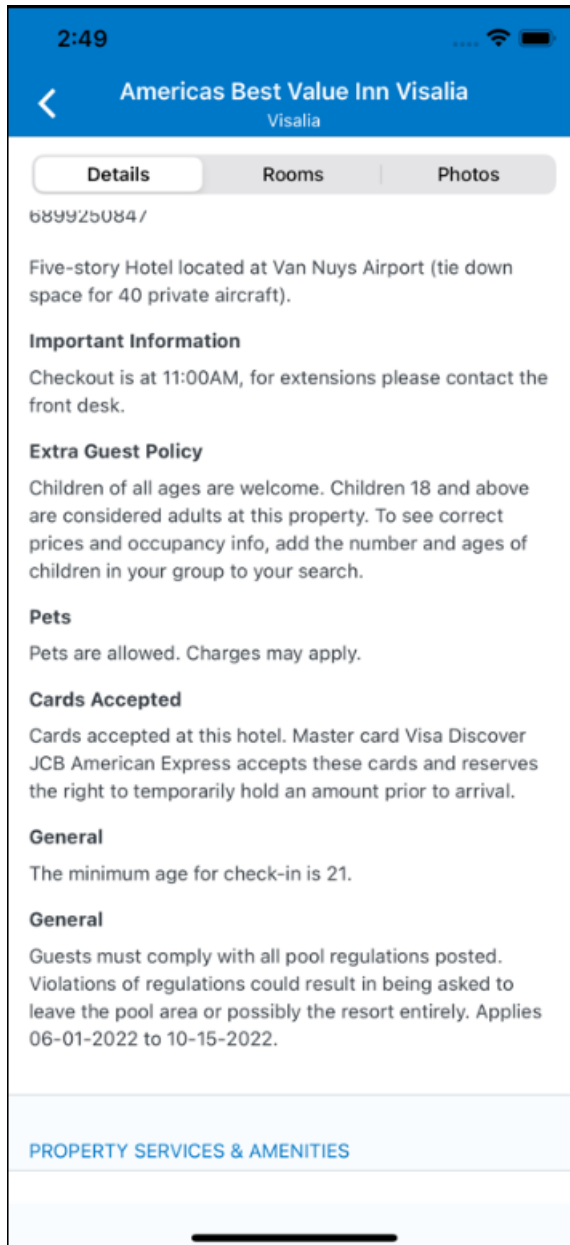 2:49
Americas Best Value Inn Visalia
Visalia
Details Rooms Photos
6899250847
Five-story Hotel located at Van Nuys Airport (tie down
space for 40 private aircraft).
Important Information
Checkout is at 11:00AM, for extensions please contact the
front desk.
Extra Guest Policy
Children of all ages are welcome. Children 18 and above
are considered adults at this property. To see correct
prices and occupancy info, add the number and ages of
children in your group to your search.
Pets
Pets are allowed. Charges may apply.
Cards Accepted
Cards accepted at this hotel. Master card Visa Discover
JCB American Express accepts these cards and reserves
the right to temporarily hold an amount prior to arrival.
General
The minimum age for check-in is 21.
General
Guests must comply with all pool regulations posted.
Violations of regulations could result in being asked to
leave the pool area or possibly the resort entirely. Applies
06-01-2022 to 10-15-2022.
PROPERTY SERVICES & AMENITIES